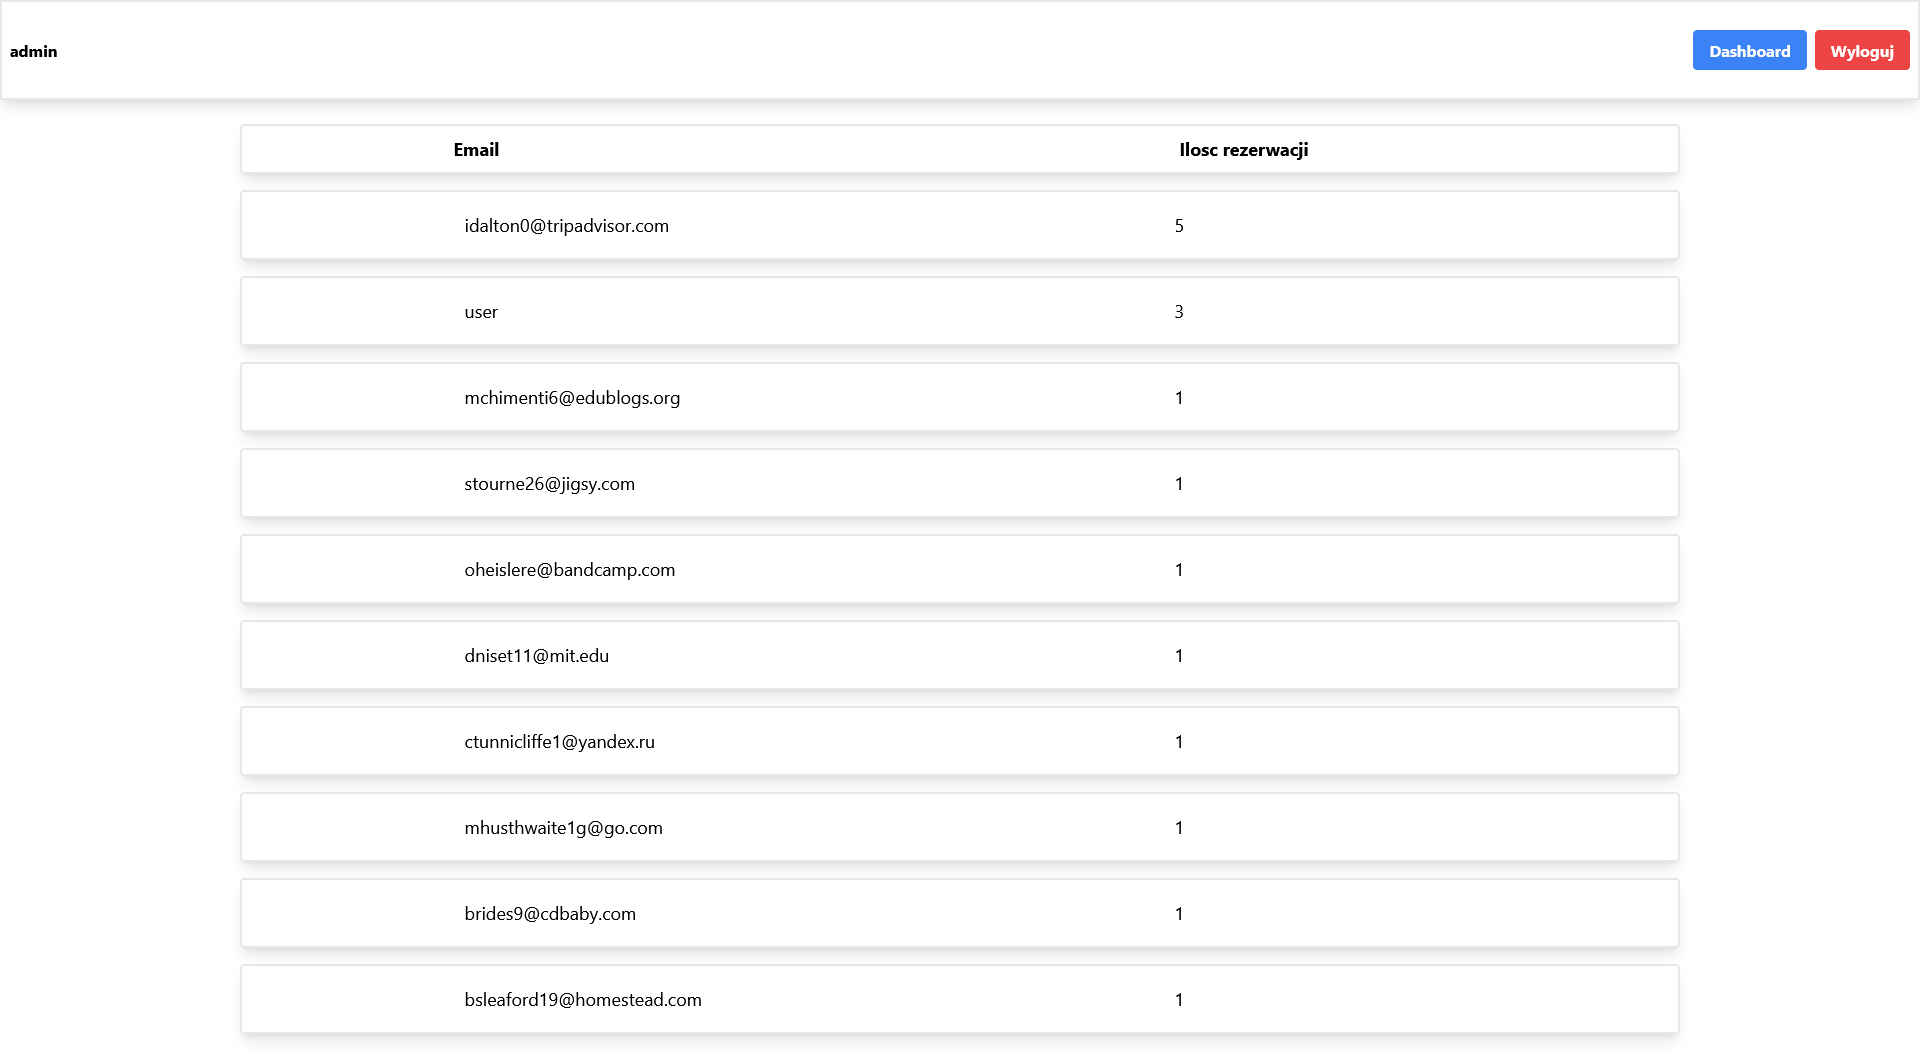 admin Dashboard Wyloguj
Email Ilosc rezerwacji
idalton0@tripadvisor.com 5
user 3
mchimenti6@edublogs.org 1
stourne26@jigsy.com 1
oheislere@bandcamp.com 1
dniset11@mit.edu 1
ctunnicliffe1@yandex.ru 1
mhusthwaite1g@go.com 1
brides9@cdbaby.com 1
bsleaford19@homestead.com 1